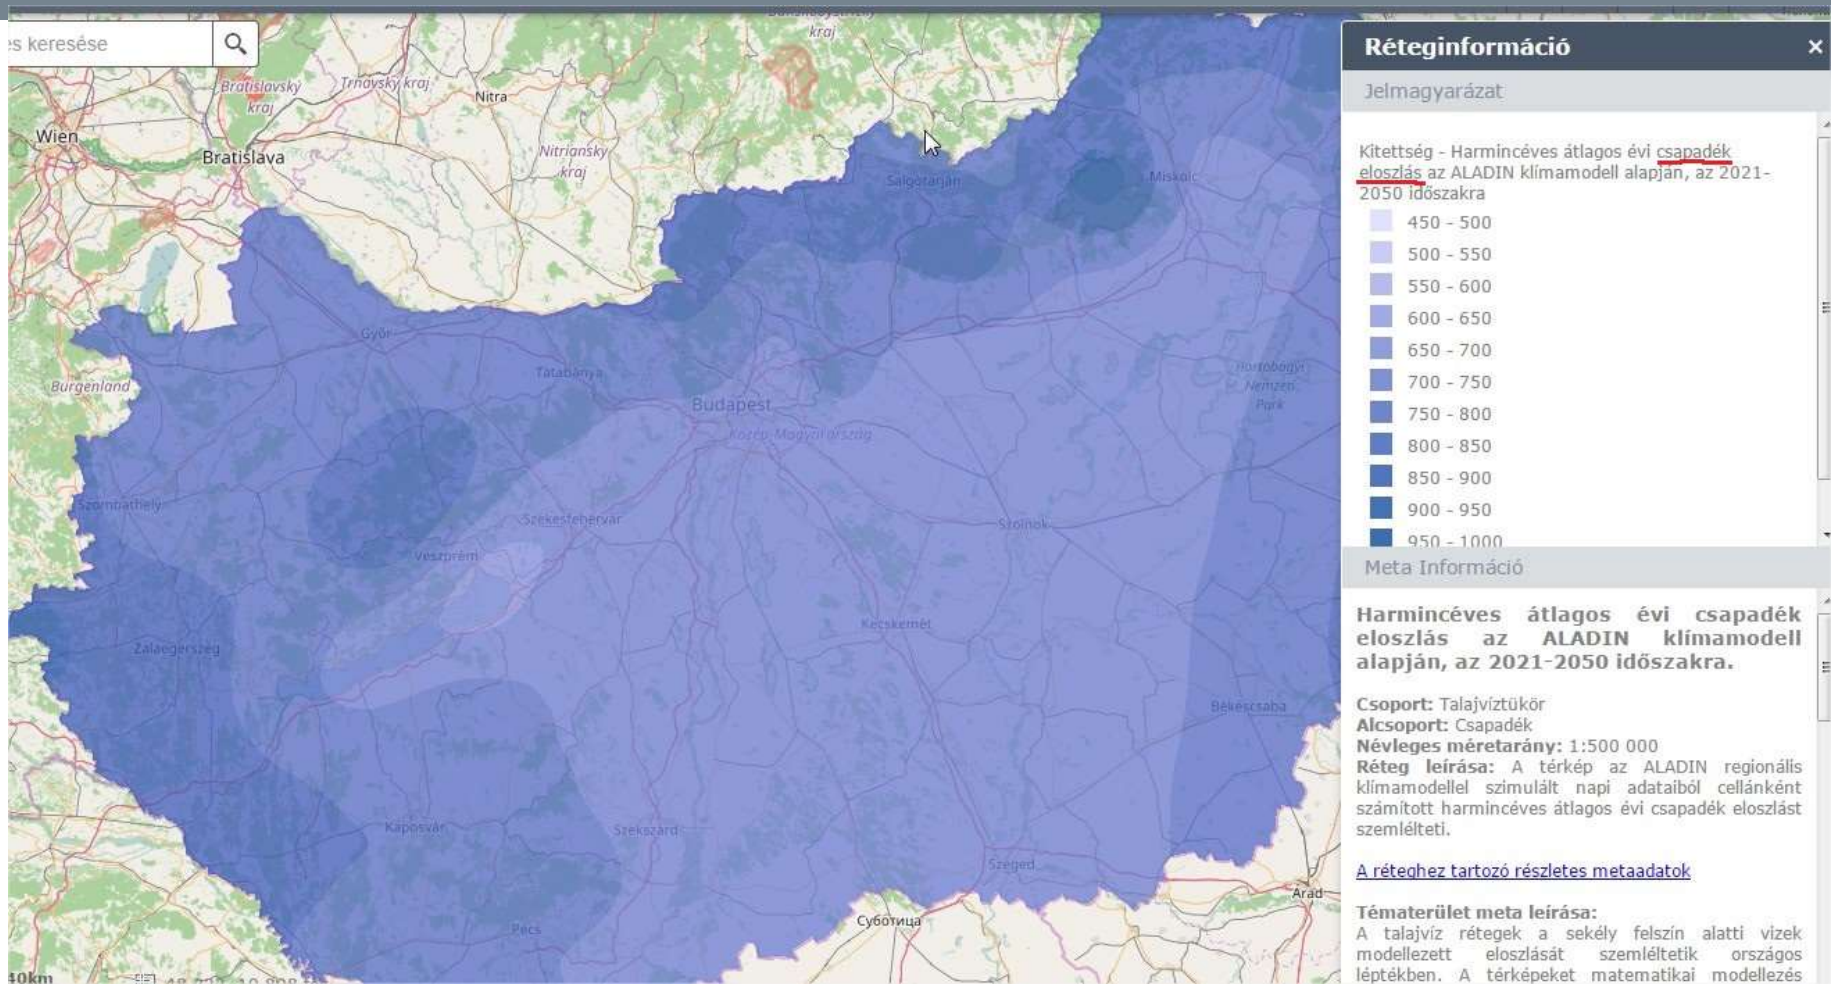 es keresése
kraj
Bratislavský
kraj
Trnavský kraj
Nitra
Wien
Bratislava
Nitriansky
kraj
Salgótarján
Miskolc
Győr
Tatabánya
Burgenland
Budapest
Közép-Magyarország
Hortobágyi
Nemzeti
Park
Szombathely
Székesfehérvár
Szolnok
Veszprém
Kecskemét
Zalaegerszeg
Békéscsaba
Kaposvár
Szekszárd
Szeged
Arad
Суботица
Pécs
40km
Réteginformáció
×
Jelmagyarázat
Kitettség - Harmincéves átlagos évi csapadék
eloszlás az ALADIN klímamodell alapján, az 2021-
2050 időszakra
450 - 500
500 - 550
550 - 600
600 - 650
650 - 700
700 - 750
750 - 800
800 - 850
850 - 900
900 - 950
950 - 1000
Meta Információ
Harmincéves átlagos évi csapadék
eloszlás az ALADIN klímamodell
alapján, az 2021-2050 időszakra.
Csoport: Talajvíztükör
Alcsoport: Csapadék
Névleges méretarány: 1:500 000
Réteg leírása: A térkép az ALADIN regionális
klímamodellel szimulált napi adataiból cellánként
számított harmincéves átlagos évi csapadék eloszlást
szemlélteti.
A réteghez tartozó részletes metaadatok
Tématerület meta leírása:
A talajvíz rétegek a sekély felszín alatti vizek
modellezett eloszlását szemléltetik országos
léptékben. A térképeket matematikai modellezés